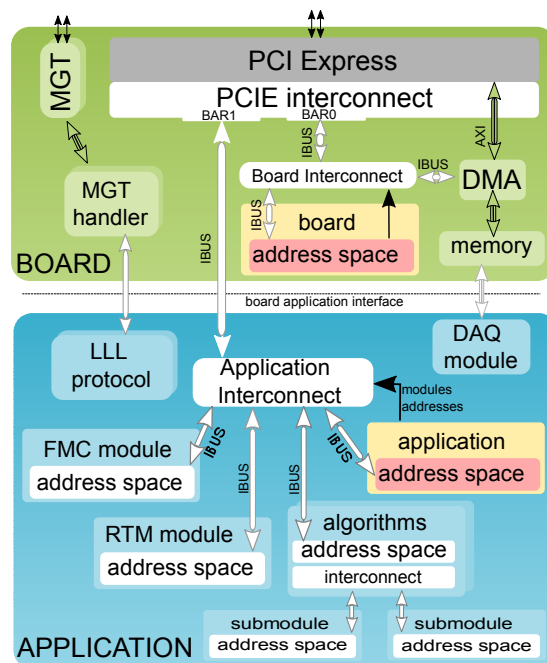 PCI Express
MGT
PCIE interconnect
BAR1
BAR0
IBUS
AXI
IBUS
Board Interconnect
DMA
MGT
handler
IBUS
board
address space
memory
IBUS
BOARD
board application interface
LLL
protocol
DAQ
module
Application
Interconnect
modules
addresses
FMC module
address space
IBUS
IBUS
IBUS
IBUS
application
address space
RTM module
address space
algorithms
address space
interconnect
submodule
address space
submodule
address space
APPLICATION